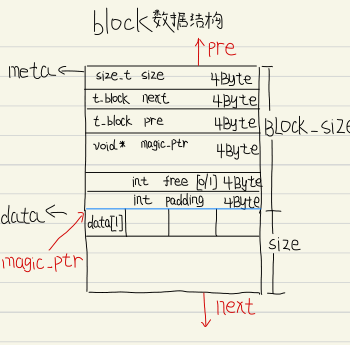 block数据结构
pre
meta
size_t size 4Byte
t_block next 4Byte
t_block pre 4Byte
void* magic_ptr 4Byte
BLOCK_size
int free [0/1] 4Byte
int padding 4Byte
data
data[1]
size
magic_ptr
next